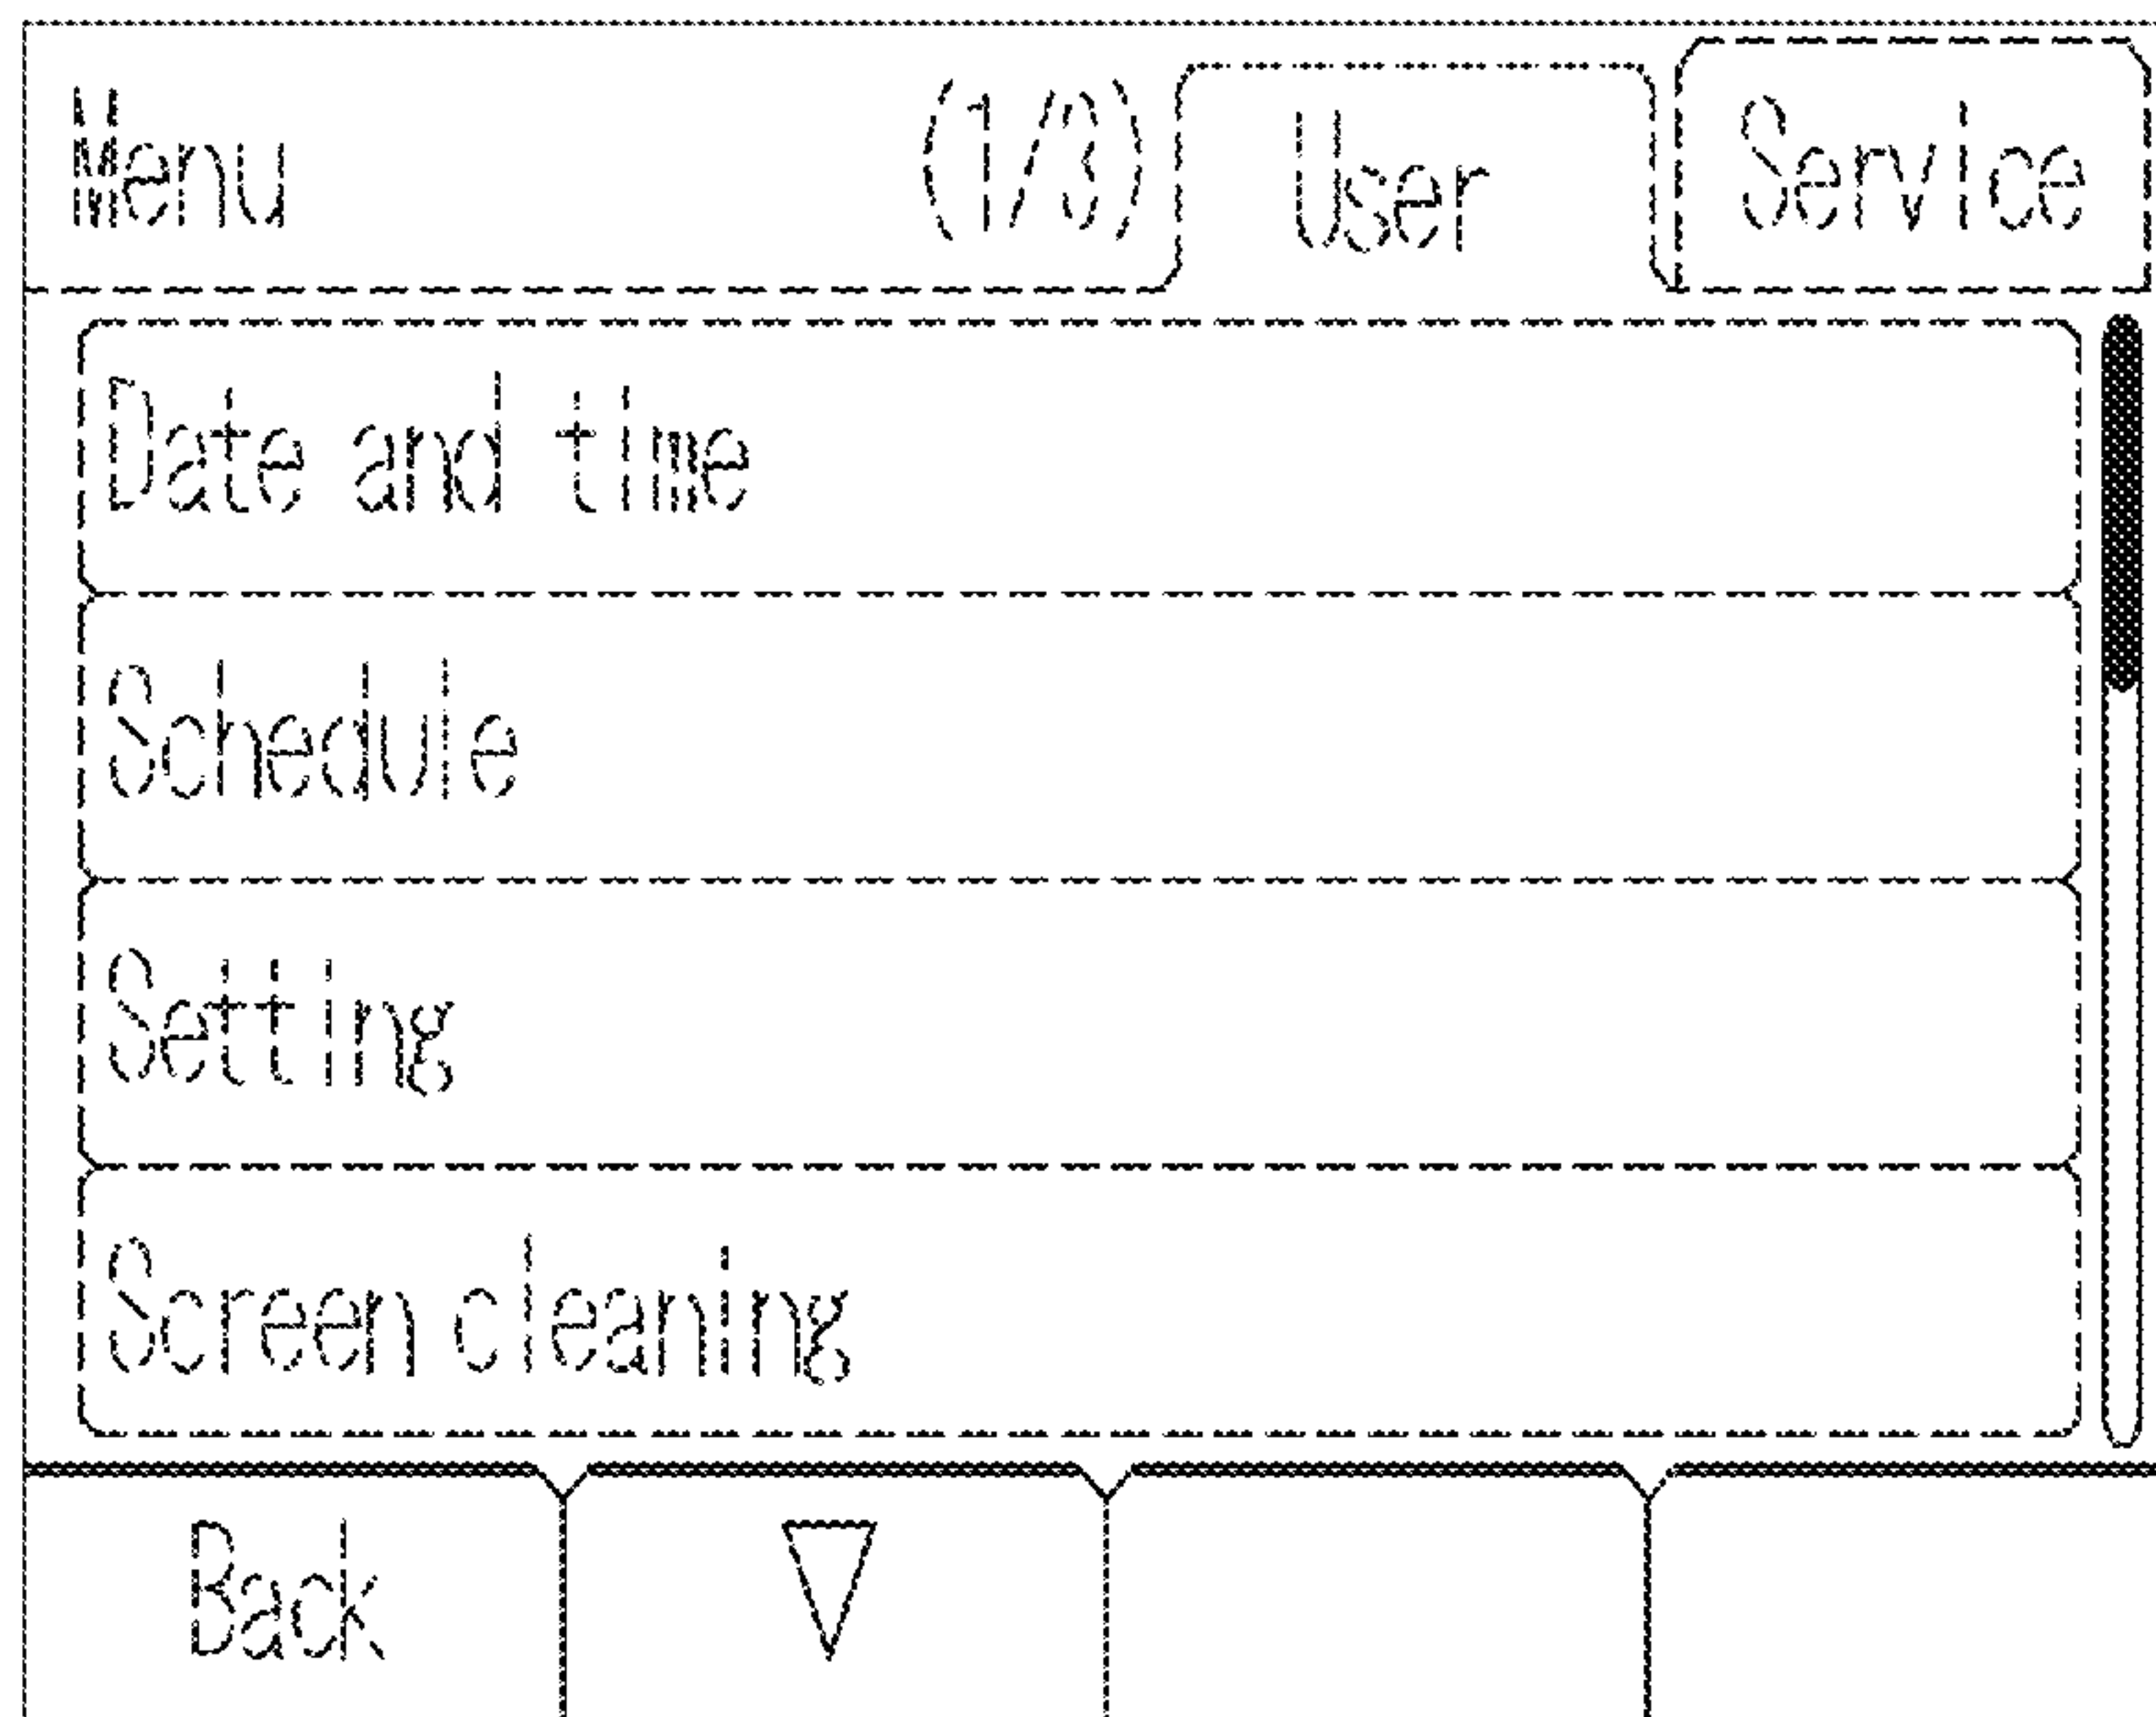 Menu (1/3) User Service
Date and time
Schedule
Setting
Screen cleaning
Back